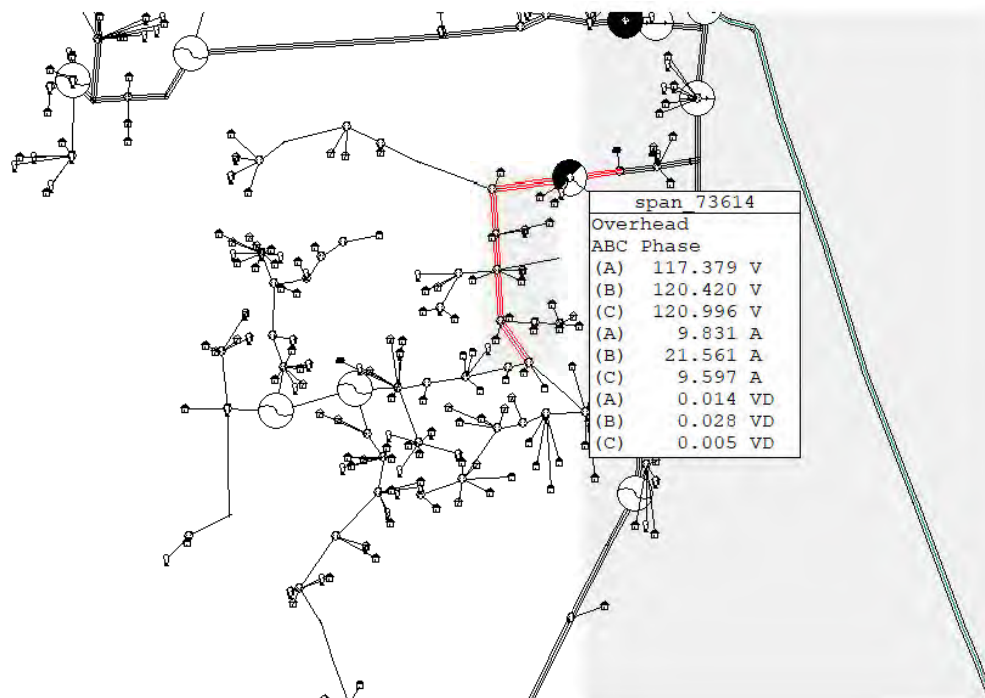 span_73614
Overhead
ABC Phase
(A) 117.379 V
(B) 120.420 V
(C) 120.996 V
(A) 9.831 A
(B) 21.561 A
(C) 9.597 A
(A) 0.014 VD
(B) 0.028 VD
(C) 0.005 VD